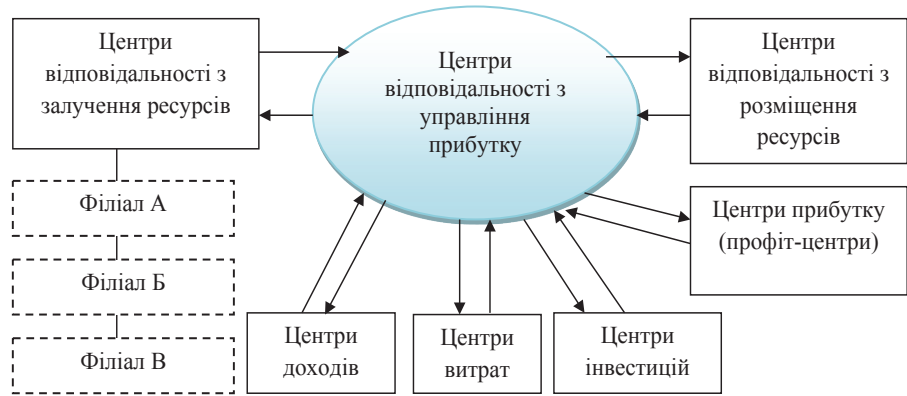 Центри
відповідальності з
залучення ресурсів
Центри
відповідальності з
управління
прибутку
Центри
відповідальності з
розміщення
ресурсів
Філіал А
Філіал Б
Філіал В
Центри прибутку
(профіт-центри)
Центри
доходів
Центри
витрат
Центри
інвестицій